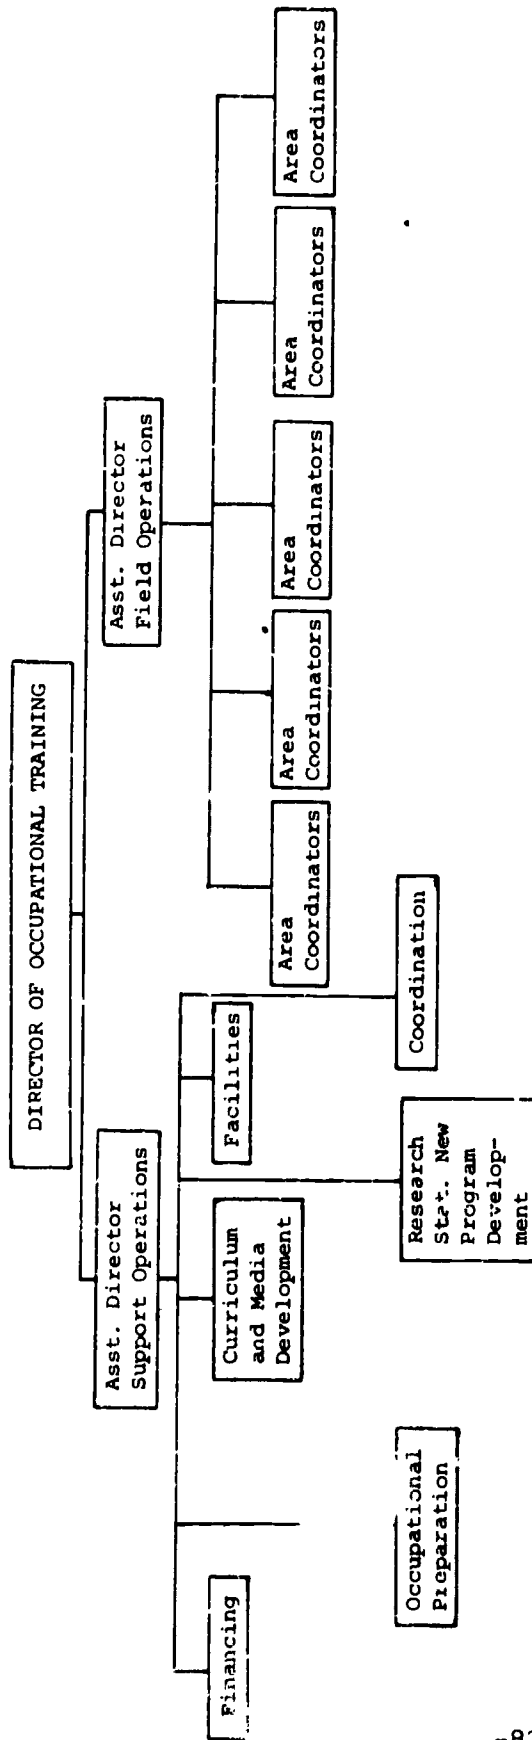 DIRECTOR OF OCCUPATIONAL TRAINING
Asst. Director
Support Operations
Asst. Director
Field Operations
Financing
Curriculum
and Media
Development
Facilities
Area
Coordinators
Area
Coordinators
Area
Coordinators
Area
Coordinators
Area
Coordinators
Occupational
Preparation
Research
Stat. New
Program
Develop-
ment
Coordination